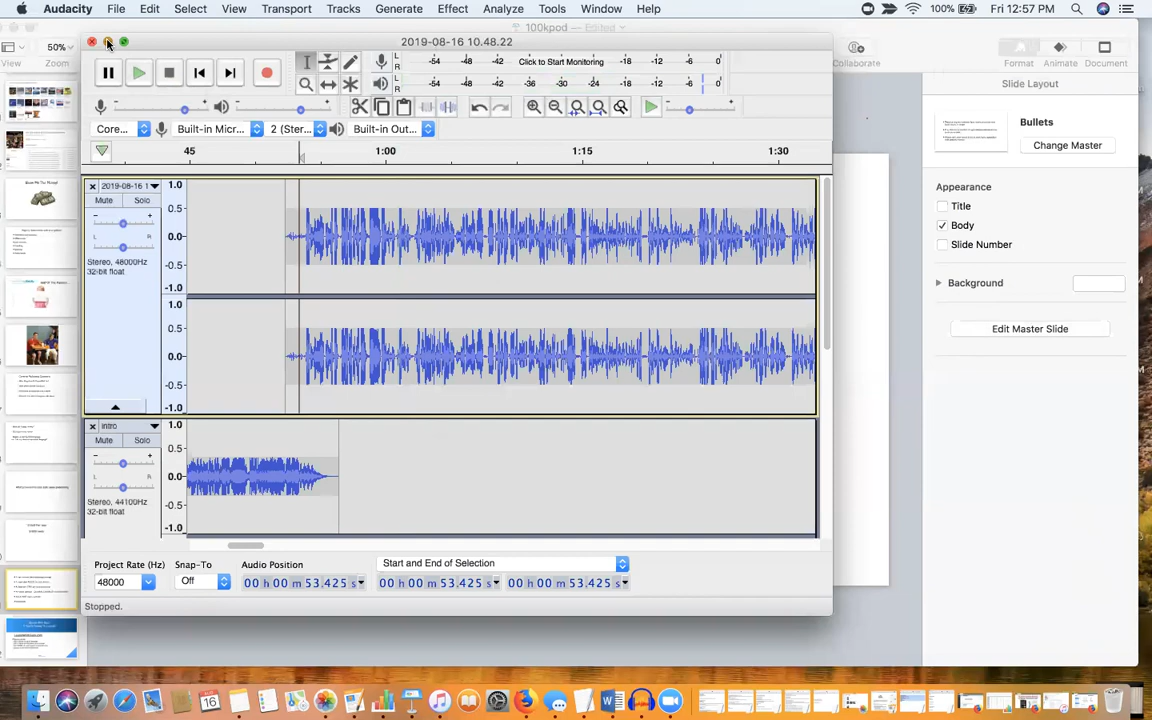 Audacity File Edit Select View Transport Tracks Generate Effect Analyze Tools Window Help 100% Fri 12:57 PM
100kpod — Edited
2019-08-16 10.48.22
50%
View Zoom
Collaborate Format Animate Document
-54 -48 -42 Click to Start Monitoring -18 -12 -6 0
-54 -48 -42 -36 -30 -24 -18 -12 -6 0
L
R
L
R
Core... Built-in Micr... 2 (Ster... Built-in Out...
45 1:00 1:15 1:30
2019-08-16 1
Mute Solo
- +
L R
Stereo, 48000Hz
32-bit float
1.0
0.5
0.0
-0.5
-1.0
1.0
0.5
0.0
-0.5
-1.0
intro
Mute Solo
- +
L R
Stereo, 44100Hz
32-bit float
1.0
0.5
0.0
-0.5
-1.0
Project Rate (Hz) Snap-To Audio Position Start and End of Selection
48000 Off 00 h 00 m 53.425 s 00 h 00 m 53.425 s 00 h 00 m 53.425 s
Stopped.
Slide Layout
Bullets
Change Master
Appearance
Title
Body
Slide Number
Background
Edit Master Slide
16